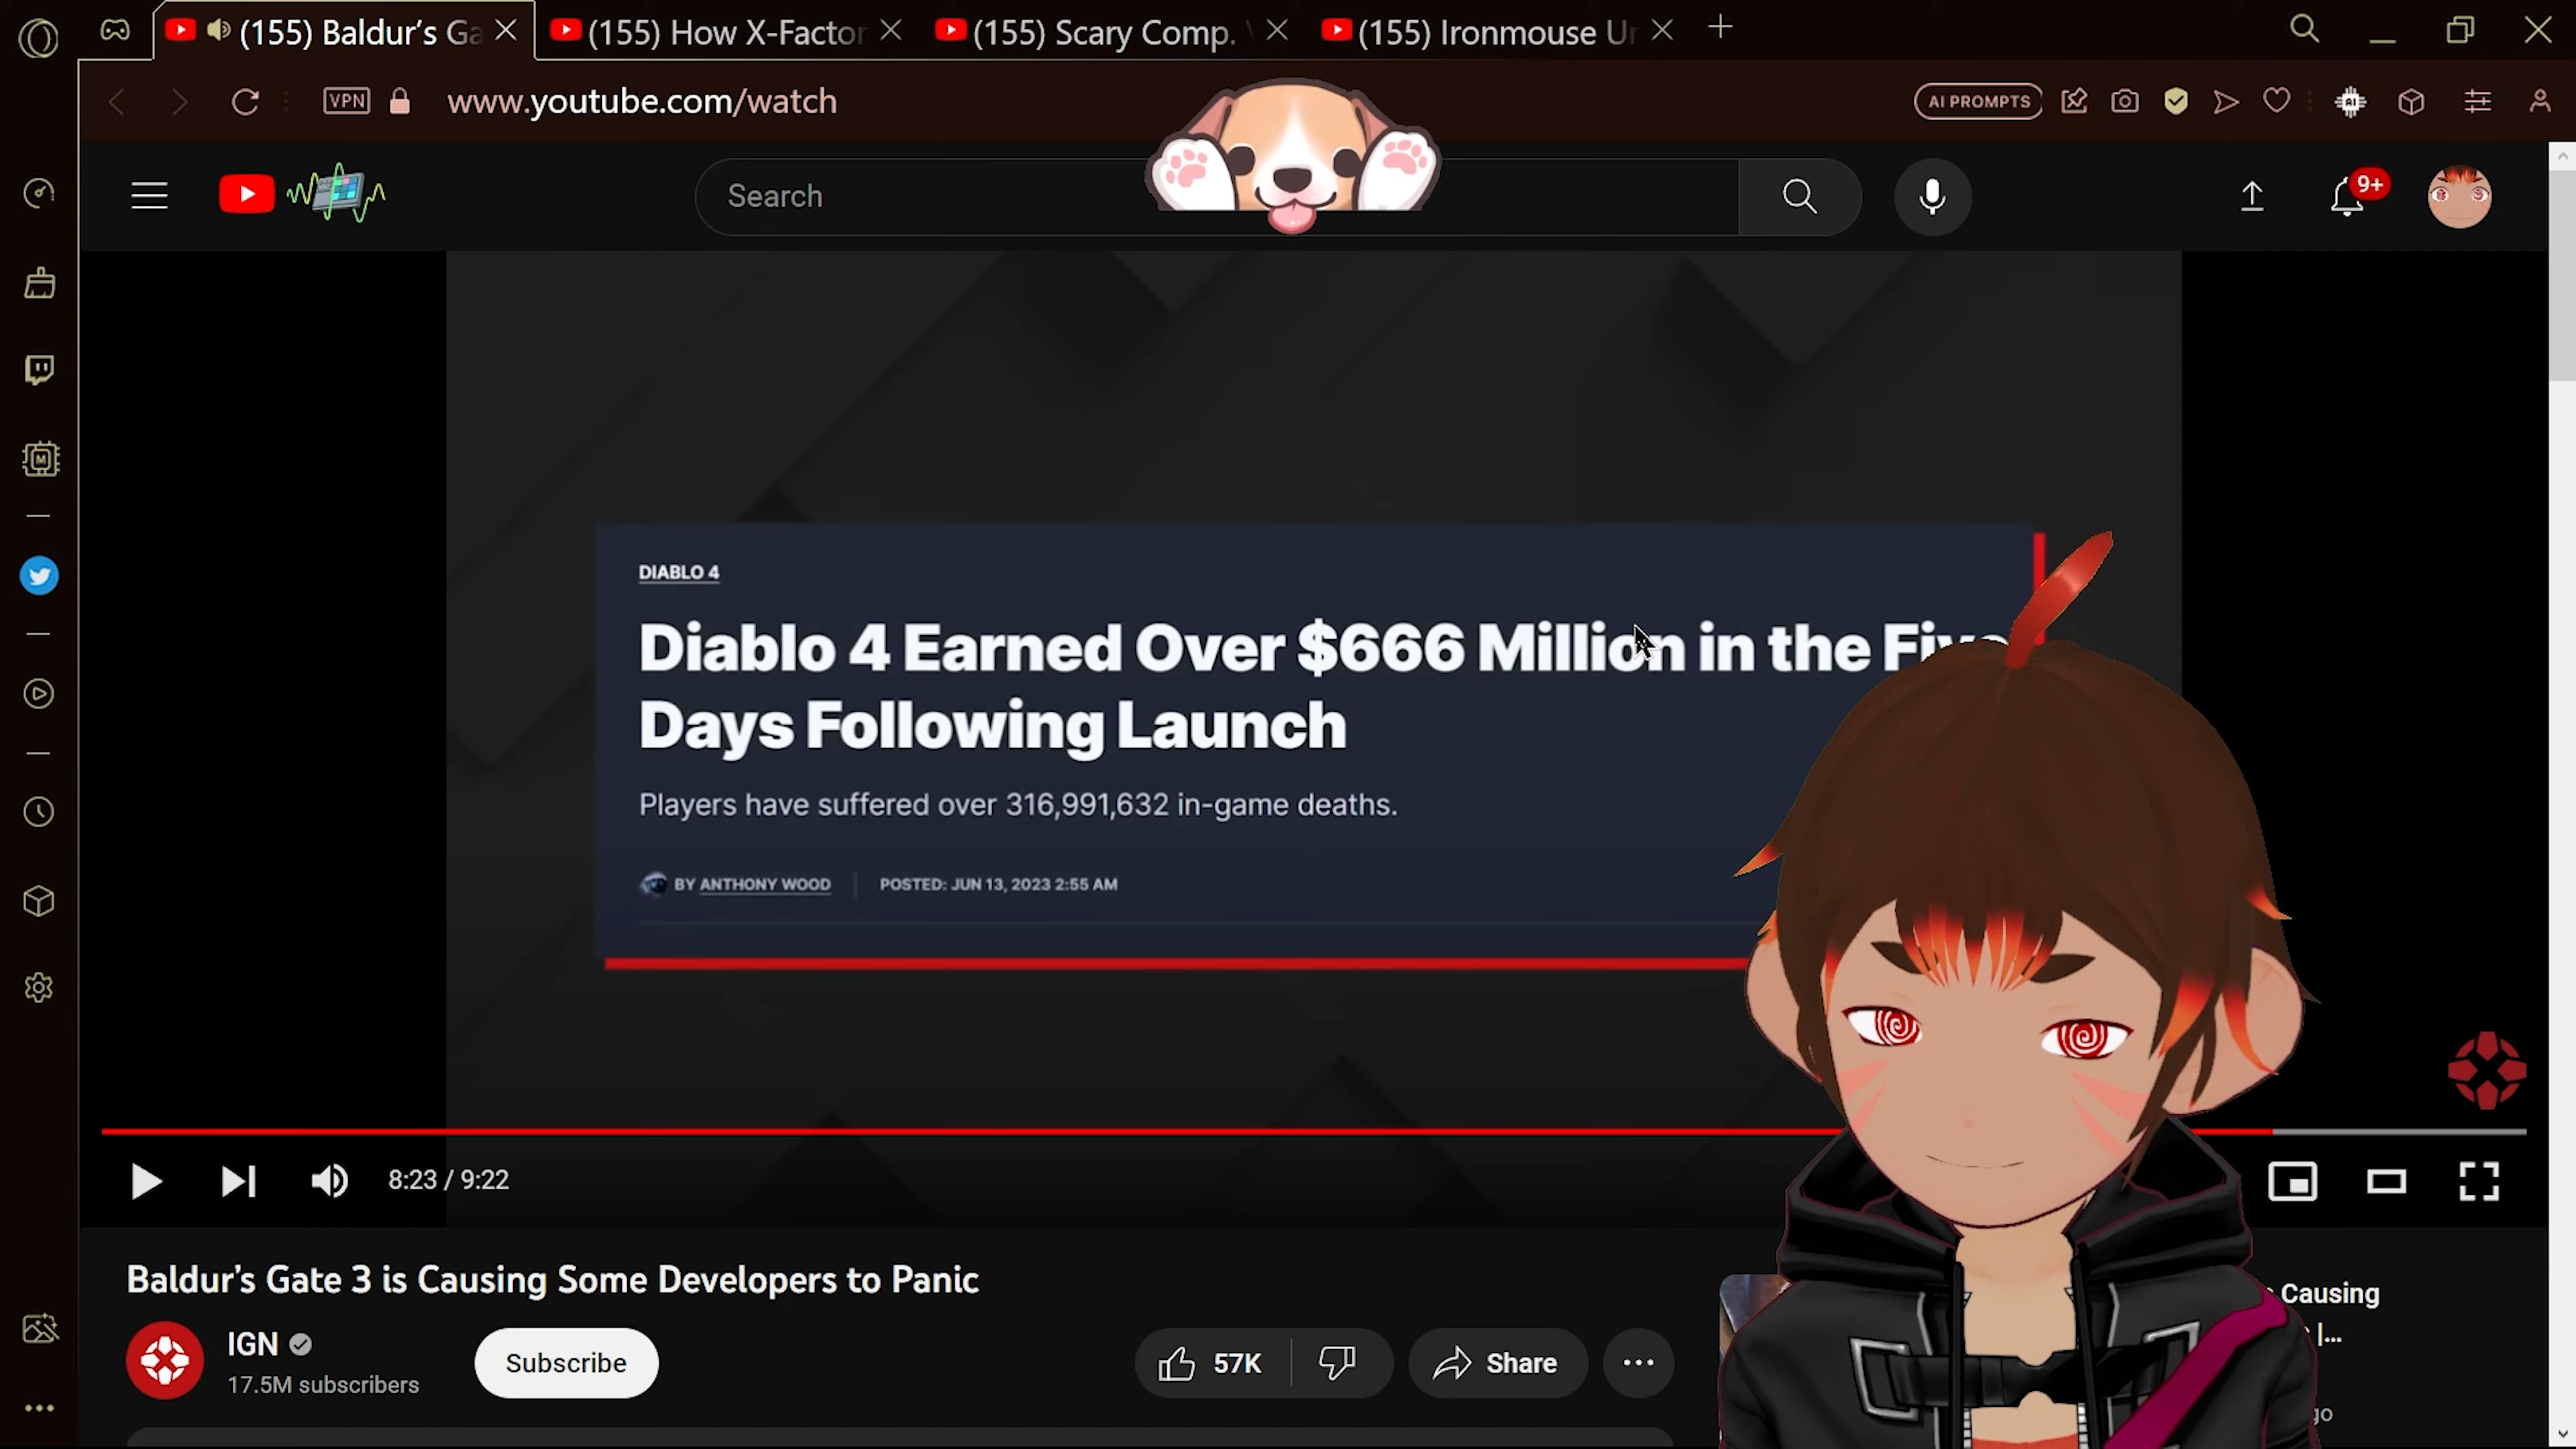 (155) Baldur's Ga
(155) How X-Factor
(155) Scary Comp.
(155) Ironmouse Ur
VPN
www.youtube.com/watch
AI PROMPTS
Search
9+
DIABLO 4
Diablo 4 Earned Over $666 Million in the Five
Days Following Launch
Players have suffered over 316,991,632 in-game deaths.
BY ANTHONY WOOD
POSTED: JUN 13, 2023 2:55 AM
8:23 / 9:22
Baldur's Gate 3 is Causing Some Developers to Panic
IGN
17.5M subscribers
Subscribe
57K
Share
Causing
|...
go